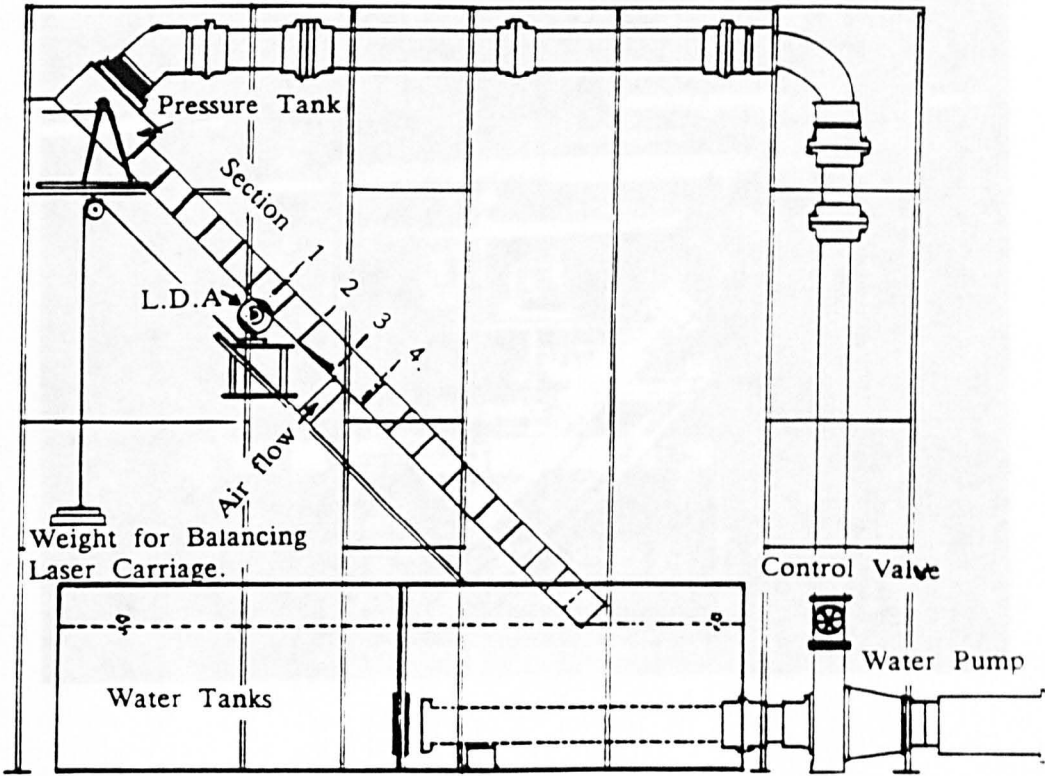 Pressure Tank
Section
1
2
3
4
L.D.A
Air flow
Weight for Balancing
Laser Carriage.
Control Valve
Water Pump
Water Tanks